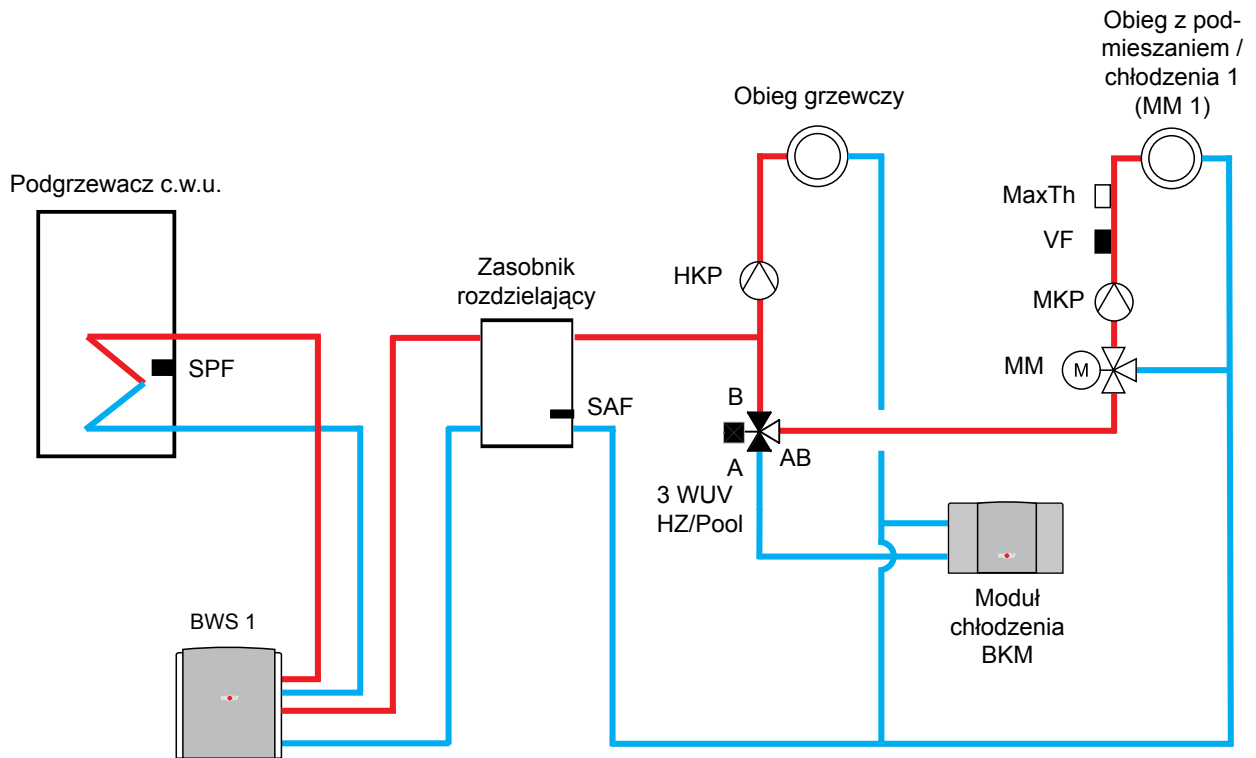 Obieg z pod-
mieszaniem /
chłodzenia 1
(MM 1)
Obieg grzewczy
Podgrzewacz c.w.u.
MaxTh
VF
Zasobnik
rozdzielający
HKP
MKP
SPF
MM
M
SAF
B
A
AB
3 WUV
HZ/Pool
Moduł
chłodzenia
BKM
BWS 1